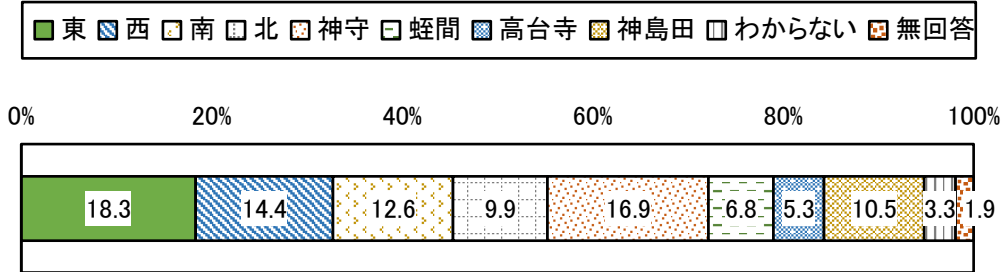 東 西 南 北 神守 蛭間 高台寺 神島田 わからない 無回答
0% 20% 40% 60% 80% 100%
18.3 14.4 12.6 9.9 16.9 6.8 5.3 10.5 3.3 1.9